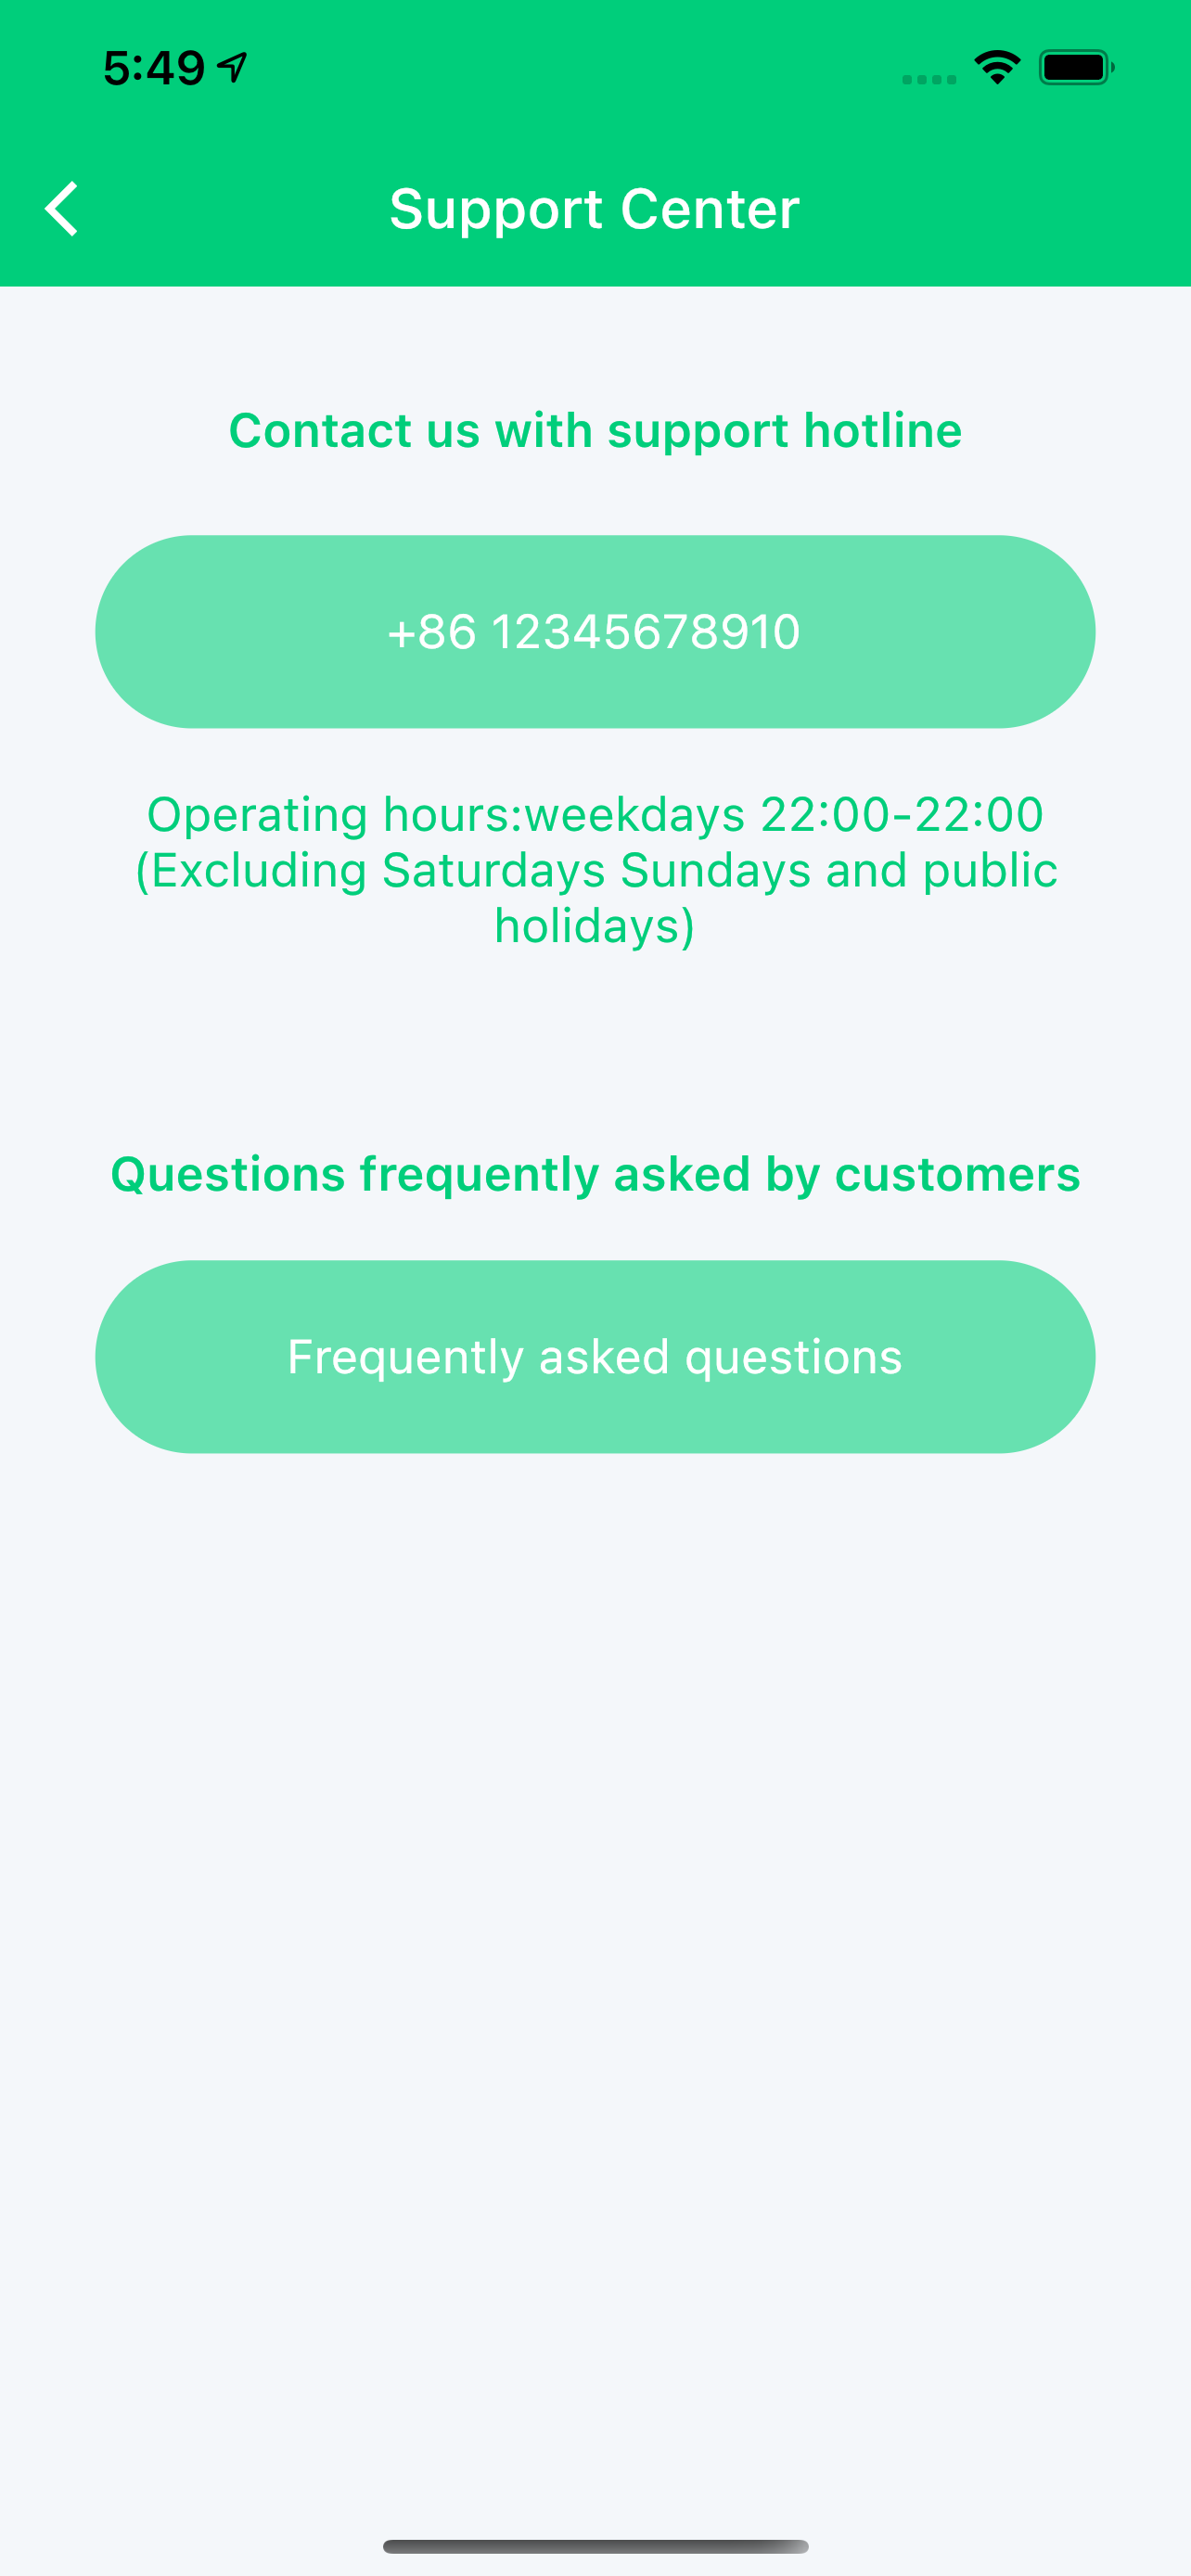 5:49
Support Center
Contact us with support hotline
+86 12345678910
Operating hours:weekdays 22:00-22:00
(Excluding Saturdays Sundays and public
holidays)
Questions frequently asked by customers
Frequently asked questions